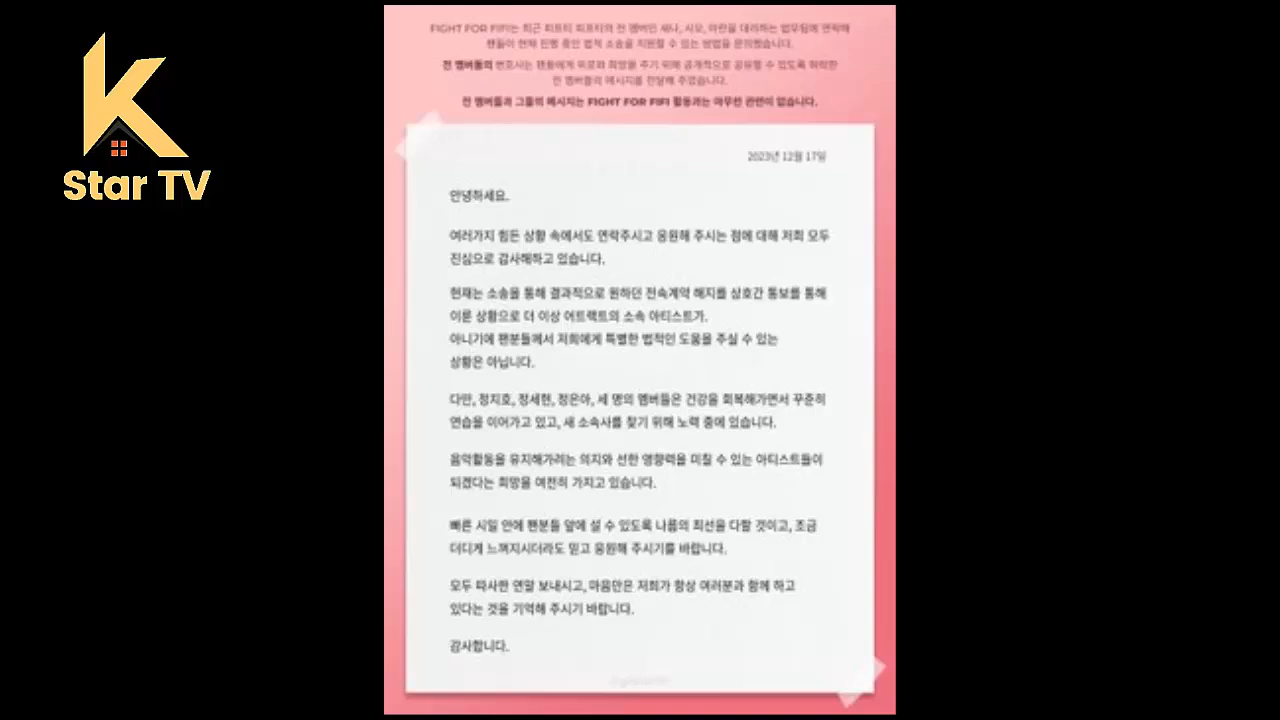 K
Star TV
FIGHT FOR FIFI는 최근 피프티 피프티의 전 멤버인 새나, 시오, 아란을 대리하는 법무팀에 연락해
팬들이 현재 진행 중인 법적 소송을 지원할 수 있는 방법을 문의했습니다.
전 멤버들의 변호사는 팬들에게 위로와 희망을 주기 위해 공개적으로 공유할 수 있도록 허락한
전 멤버들의 메시지를 전달해 주었습니다.
전 멤버들과 그들의 메시지는 FIGHT FOR FIFI 활동과는 아무런 관련이 없습니다.
2023년 12월 17일
안녕하세요.
여러가지 힘든 상황 속에서도 연락주시고 응원해 주시는 점에 대해 저희 모두
진심으로 감사해하고 있습니다.
현재는 소송을 통해 결과적으로 원하던 전속계약 해지를 상호간 통보를 통해
이룬 상황으로 더 이상 어트랙트의 소속 아티스트가.
아니기에 팬분들께서 저희에게 특별한 법적인 도움을 주실 수 있는
상황은 아닙니다.
다만, 정지호, 정세현, 정은아, 세 명의 멤버들은 건강을 회복해가면서 꾸준히
연습을 이어가고 있고, 새 소속사를 찾기 위해 노력 중에 있습니다.
음악활동을 유지해가려는 의지와 선한 영향력을 미칠 수 있는 아티스트들이
되겠다는 희망을 여전히 가지고 있습니다.
빠른 시일 안에 팬분들 앞에 설 수 있도록 나름의 최선을 다할 것이고, 조금
더디게 느껴지시더라도 믿고 응원해 주시기를 바랍니다.
모두 따사한 연말 보내시고, 마음만은 저희가 항상 여러분과 함께 하고
있다는 것을 기억해 주시기 바랍니다.
감사합니다.